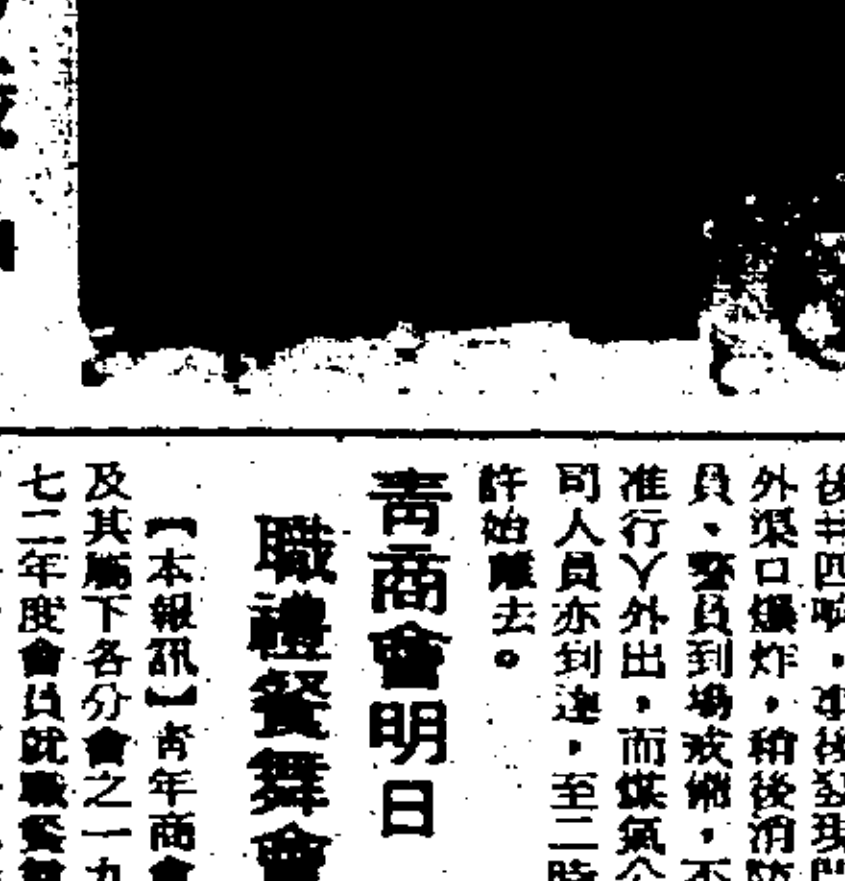 外渠口爆炸，稍後消防
員、警員到場戒備，不
准行人外出，而煤氣公
司人員亦到達，至二時
許始離去。
青商會明日
職禮餐舞會
【本報訊】青年商會
及其屬下各分會之一九
七二年度會員就職餐舞